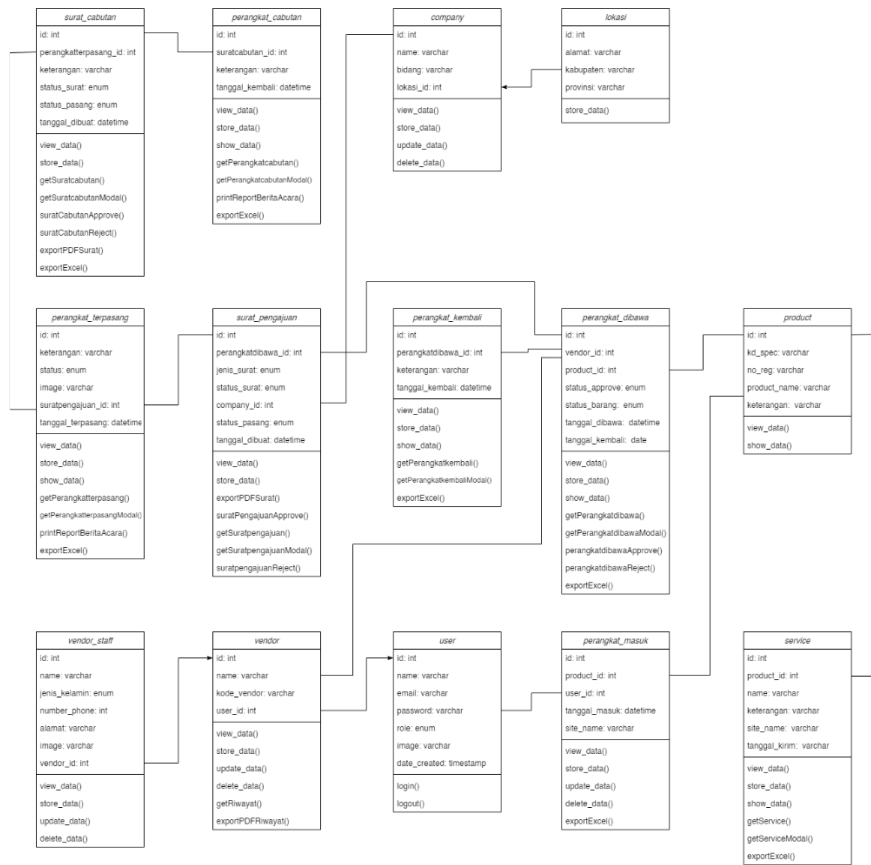 surat_cabutan
id: int
perangkatterpasang_id: int
keterangan: varchar
status_surat: enum
status_pasang: enum
tanggal_dibuat: datetime
view_data()
store_data()
getSuratcabutan()
getSuratcabutanModal()
suratCabutanApprove()
suratCabutanReject()
exportPDFSurat()
exportExcel()
perangkat_cabutan
id: int
suratcabutan_id: int
keterangan: varchar
tanggal_kembali: datetime
view_data()
store_data()
show_data()
getPerangkatcabutan()
getPerangkatcabutanModal()
printReportBeritaAcara()
exportExcel()
company
id: int
name: varchar
bidang: varchar
lokasi_id: int
view_data()
store_data()
update_data()
delete_data()
lokasi
id: int
alamat: varchar
kabupaten: varchar
provinsi: varchar
store_data()
perangkat_terpasang
id: int
keterangan: varchar
status: enum
image: varchar
suratpengajuan_id: int
tanggal_terpasang: datetime
view_data()
store_data()
show_data()
getPerangkatterpasang()
getPerangkatterpasangModal()
printReportBeritaAcara()
exportExcel()
surat_pengajuan
id: int
perangkatdibawa_id: int
jenis_surat: enum
status_surat: enum
company_id: int
status_pasang: enum
tanggal_dibuat: datetime
view_data()
store_data()
exportPDFSurat()
suratPengajuanApprove()
getSuratpengajuan()
getSuratpengajuanModal()
suratpengajuanReject()
perangkat_kembali
id: int
perangkatdibawa_id: int
keterangan: varchar
tanggal_kembali: datetime
view_data()
store_data()
show_data()
getPerangkatkembali()
getPerangkatkembaliModal()
exportExcel()
perangkat_dibawa
id: int
vendor_id: int
product_id: int
status_approve: enum
status_barang: enum
tanggal_dibawa: datetime
tanggal_kembali: date
view_data()
store_data()
show_data()
getPerangkatdibawa()
getPerangkatdibawaModal()
perangkatdibawaApprove()
perangkatdibawaReject()
exportExcel()
product
id: int
kd_spec: varchar
no_reg: varchar
product_name: varchar
keterangan: varchar
view_data()
show_data()
vendor_staff
id: int
name: varchar
jenis_kelamin: enum
number_phone: int
alamat: varchar
image: varchar
vendor_id: int
view_data()
store_data()
update_data()
delete_data()
vendor
id: int
name: varchar
kode_vendor: varchar
user_id: int
view_data()
store_data()
update_data()
delete_data()
getRiwayat()
exportPDFRiwayat()
user
id: int
name: varchar
email: varchar
password: varchar
role: enum
image: varchar
date_created: timestamp
login()
logout()
perangkat_masuk
id: int
product_id: int
user_id: int
tanggal_masuk: datetime
site_name: varchar
view_data()
store_data()
update_data()
delete_data()
exportExcel()
service
id: int
product_id: int
name: varchar
keterangan: varchar
site_name: varchar
tanggal_kirim: varchar
view_data()
store_data()
show_data()
getService()
getServiceModal()
exportExcel()